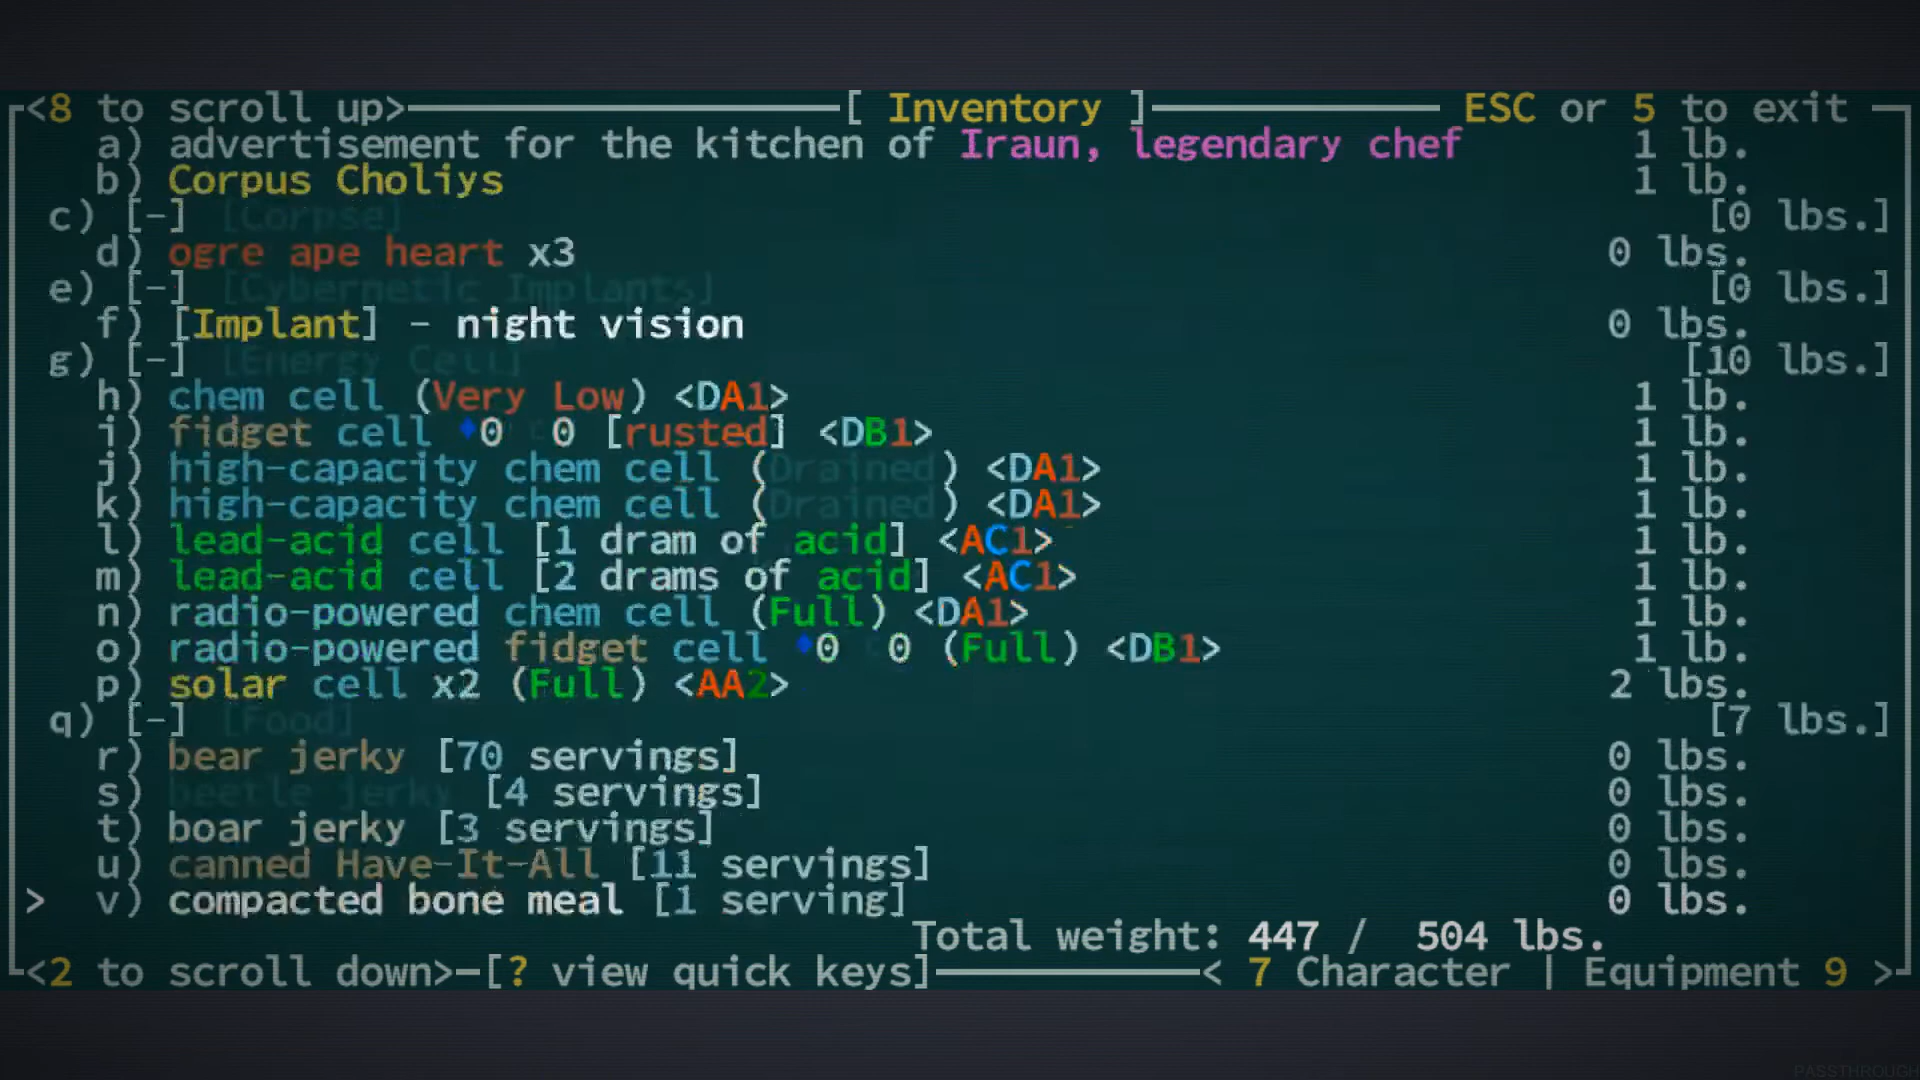 <8 to scroll up> [ Inventory ] ESC or 5 to exit
a) advertisement for the kitchen of Iraun, legendary chef 1 lb.
b) Corpus Choliys 1 lb.
c) [-] [Corpse] [0 lbs.]
d) ogre ape heart x3 0 lbs.
e) [-] [Cybernetic Implants] [0 lbs.]
f) [Implant] - night vision 0 lbs.
g) [-] [Energy Cell] [10 lbs.]
h) chem cell (Very Low) <DA1> 1 lb.
i) fidget cell ♦0 0 [rusted] <DB1> 1 lb.
j) high-capacity chem cell (Drained) <DA1> 1 lb.
k) high-capacity chem cell (Drained) <DA1> 1 lb.
l) lead-acid cell [1 dram of acid] <AC1> 1 lb.
m) lead-acid cell [2 drams of acid] <AC1> 1 lb.
n) radio-powered chem cell (Full) <DA1> 1 lb.
o) radio-powered fidget cell ♦0 0 (Full) <DB1> 1 lb.
p) solar cell x2 (Full) <AA2> 2 lbs.
q) [-] [Food] [7 lbs.]
r) bear jerky [70 servings] 0 lbs.
s) beetle jerky [4 servings] 0 lbs.
t) boar jerky [3 servings] 0 lbs.
u) canned Have-It-All [11 servings] 0 lbs.
> v) compacted bone meal [1 serving] 0 lbs.
Total weight: 447 / 504 lbs.
<2 to scroll down> [? view quick keys] < 7 Character | Equipment 9 >
PASSTHROUGH